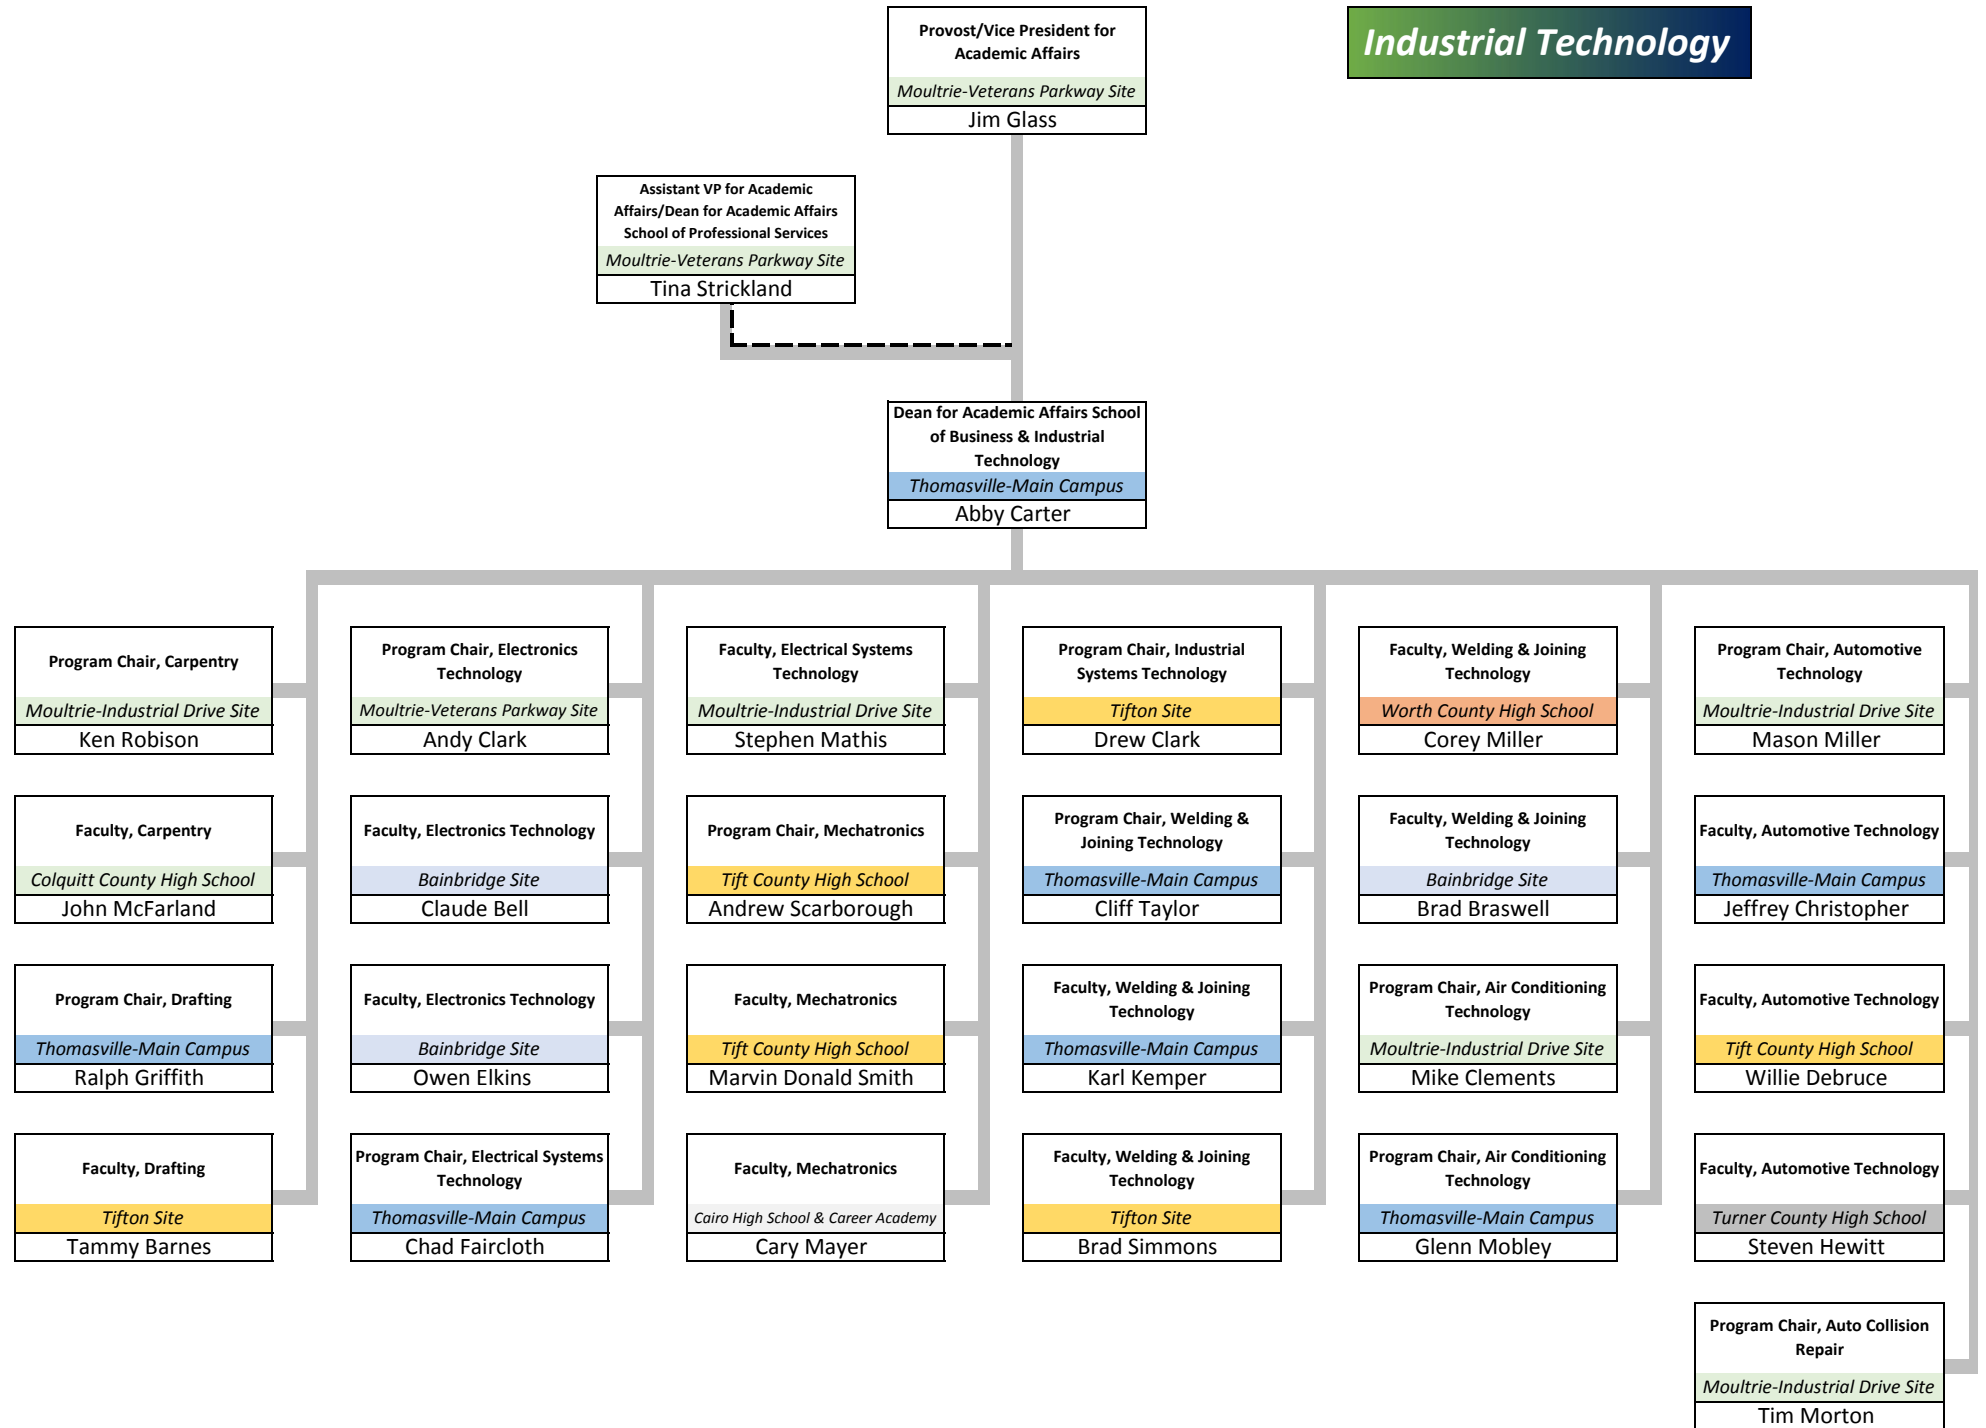 Industrial Technology
Provost/Vice President for
Academic Affairs
Moultrie-Veterans Parkway Site
Jim Glass
Assistant VP for Academic
Affairs/Dean for Academic Affairs
School of Professional Services
Moultrie-Veterans Parkway Site
Tina Strickland
Dean for Academic Affairs School
of Business & Industrial
Technology
Thomasville-Main Campus
Abby Carter
Program Chair, Carpentry
Moultrie-Industrial Drive Site
Ken Robison
Faculty, Carpentry
Colquitt County High School
John McFarland
Program Chair, Drafting
Thomasville-Main Campus
Ralph Griffith
Faculty, Drafting
Tifton Site
Tammy Barnes
Program Chair, Electronics
Technology
Moultrie-Veterans Parkway Site
Andy Clark
Faculty, Electronics Technology
Bainbridge Site
Claude Bell
Faculty, Electronics Technology
Bainbridge Site
Owen Elkins
Program Chair, Electrical Systems
Technology
Thomasville-Main Campus
Chad Faircloth
Faculty, Electrical Systems
Technology
Moultrie-Industrial Drive Site
Stephen Mathis
Program Chair, Mechatronics
Tift County High School
Andrew Scarborough
Faculty, Mechatronics
Tift County High School
Marvin Donald Smith
Faculty, Mechatronics
Cairo High School & Career Academy
Cary Mayer
Program Chair, Industrial
Systems Technology
Tifton Site
Drew Clark
Program Chair, Welding &
Joining Technology
Thomasville-Main Campus
Cliff Taylor
Faculty, Welding & Joining
Technology
Thomasville-Main Campus
Karl Kemper
Faculty, Welding & Joining
Technology
Tifton Site
Brad Simmons
Faculty, Welding & Joining
Technology
Worth County High School
Corey Miller
Faculty, Welding & Joining
Technology
Bainbridge Site
Brad Braswell
Program Chair, Air Conditioning
Technology
Moultrie-Industrial Drive Site
Mike Clements
Program Chair, Air Conditioning
Technology
Thomasville-Main Campus
Glenn Mobley
Program Chair, Automotive
Technology
Moultrie-Industrial Drive Site
Mason Miller
Faculty, Automotive Technology
Thomasville-Main Campus
Jeffrey Christopher
Faculty, Automotive Technology
Tift County High School
Willie Debruce
Faculty, Automotive Technology
Turner County High School
Steven Hewitt
Program Chair, Auto Collision
Repair
Moultrie-Industrial Drive Site
Tim Morton